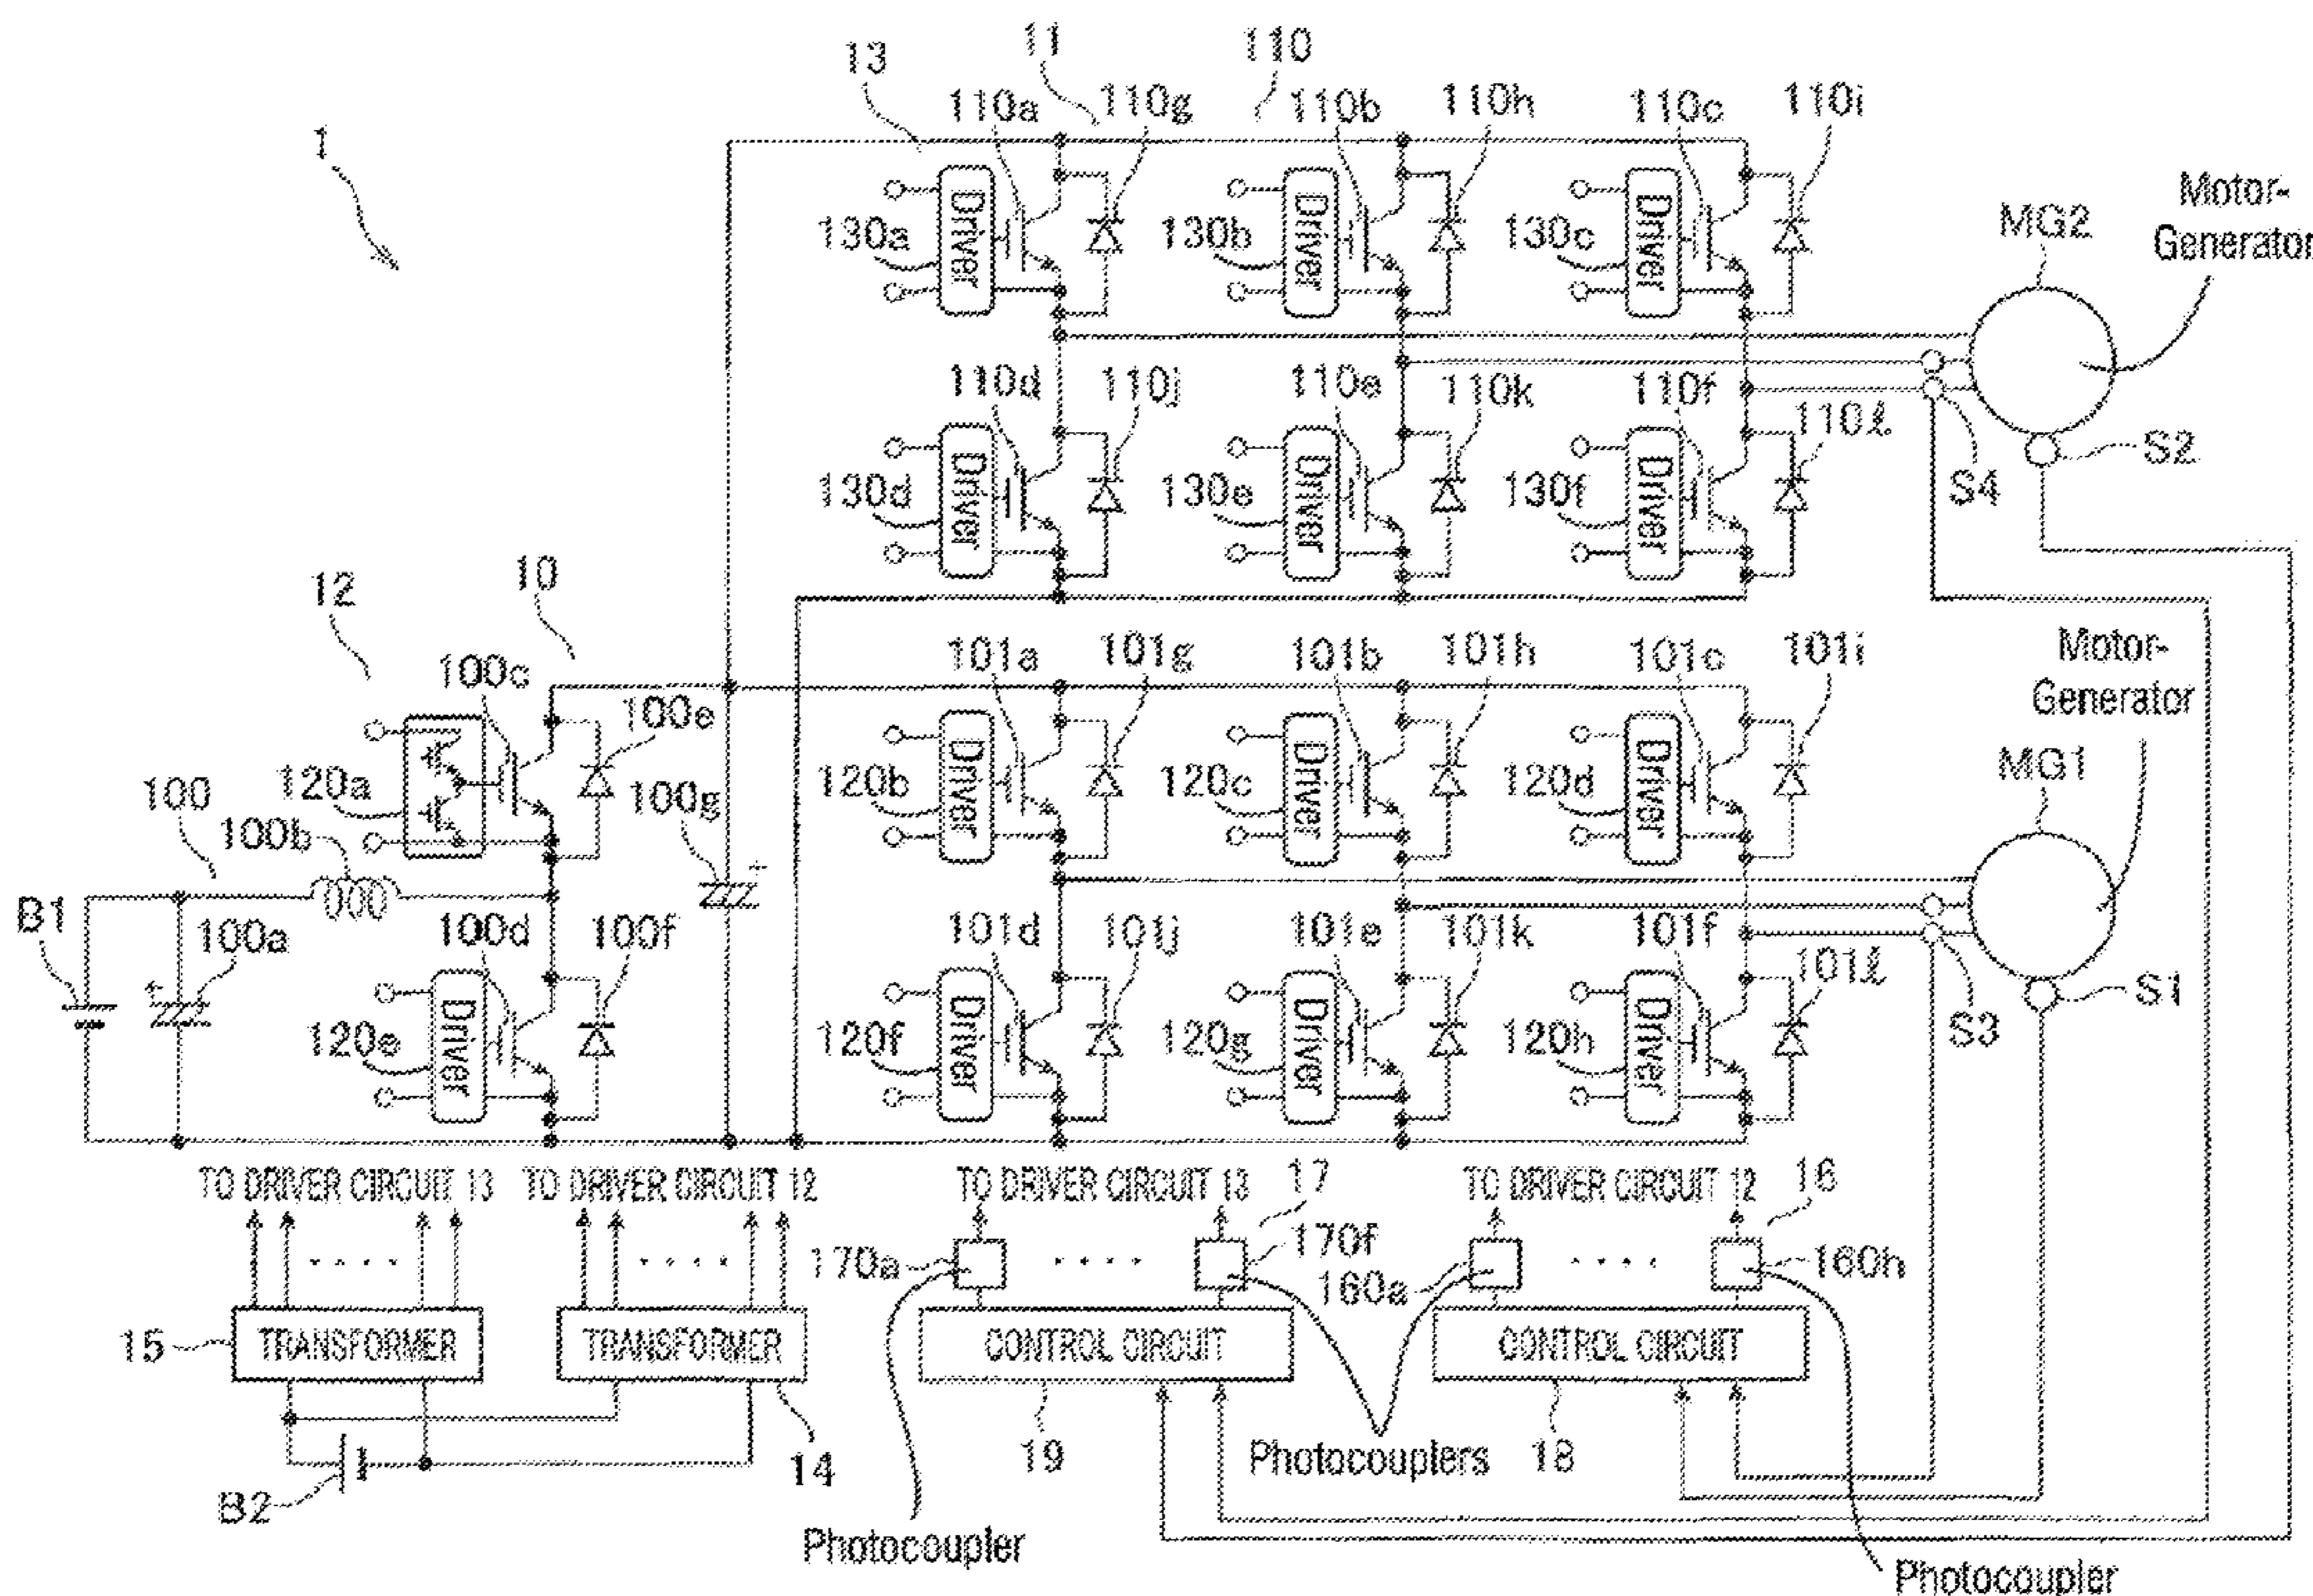 11
110
13
110a
110g
110b
110h
110c
110i
1
Driver
Driver
Driver
130a
130b
130c
MG2
Motor-
Generator
110d
110j
110e
110k
110f
110ℓ
Driver
Driver
Driver
130d
130e
130f
S4
S2
12
10
100c
100e
101a
101g
101b
101h
101c
101i
Motor-
Generator
120a
100g
Driver
Driver
Driver
120b
120c
120d
MG1
100
100b
B1
100a
100d
100f
101d
101j
101e
101k
101f
101ℓ
Driver
Driver
Driver
Driver
120e
120f
120g
120h
S3
S1
TO DRIVER CIRCUIT 13
TO DRIVER CIRCUIT 12
TO DRIVER CIRCUIT 13
17
TO DRIVER CIRCUIT 12
16
170a
170f
160a
160h
15
TRANSFORMER
TRANSFORMER
CONTROL CIRCUIT
CONTROL CIRCUIT
B2
14
19
Photocouplers
18
Photocoupler
Photocoupler